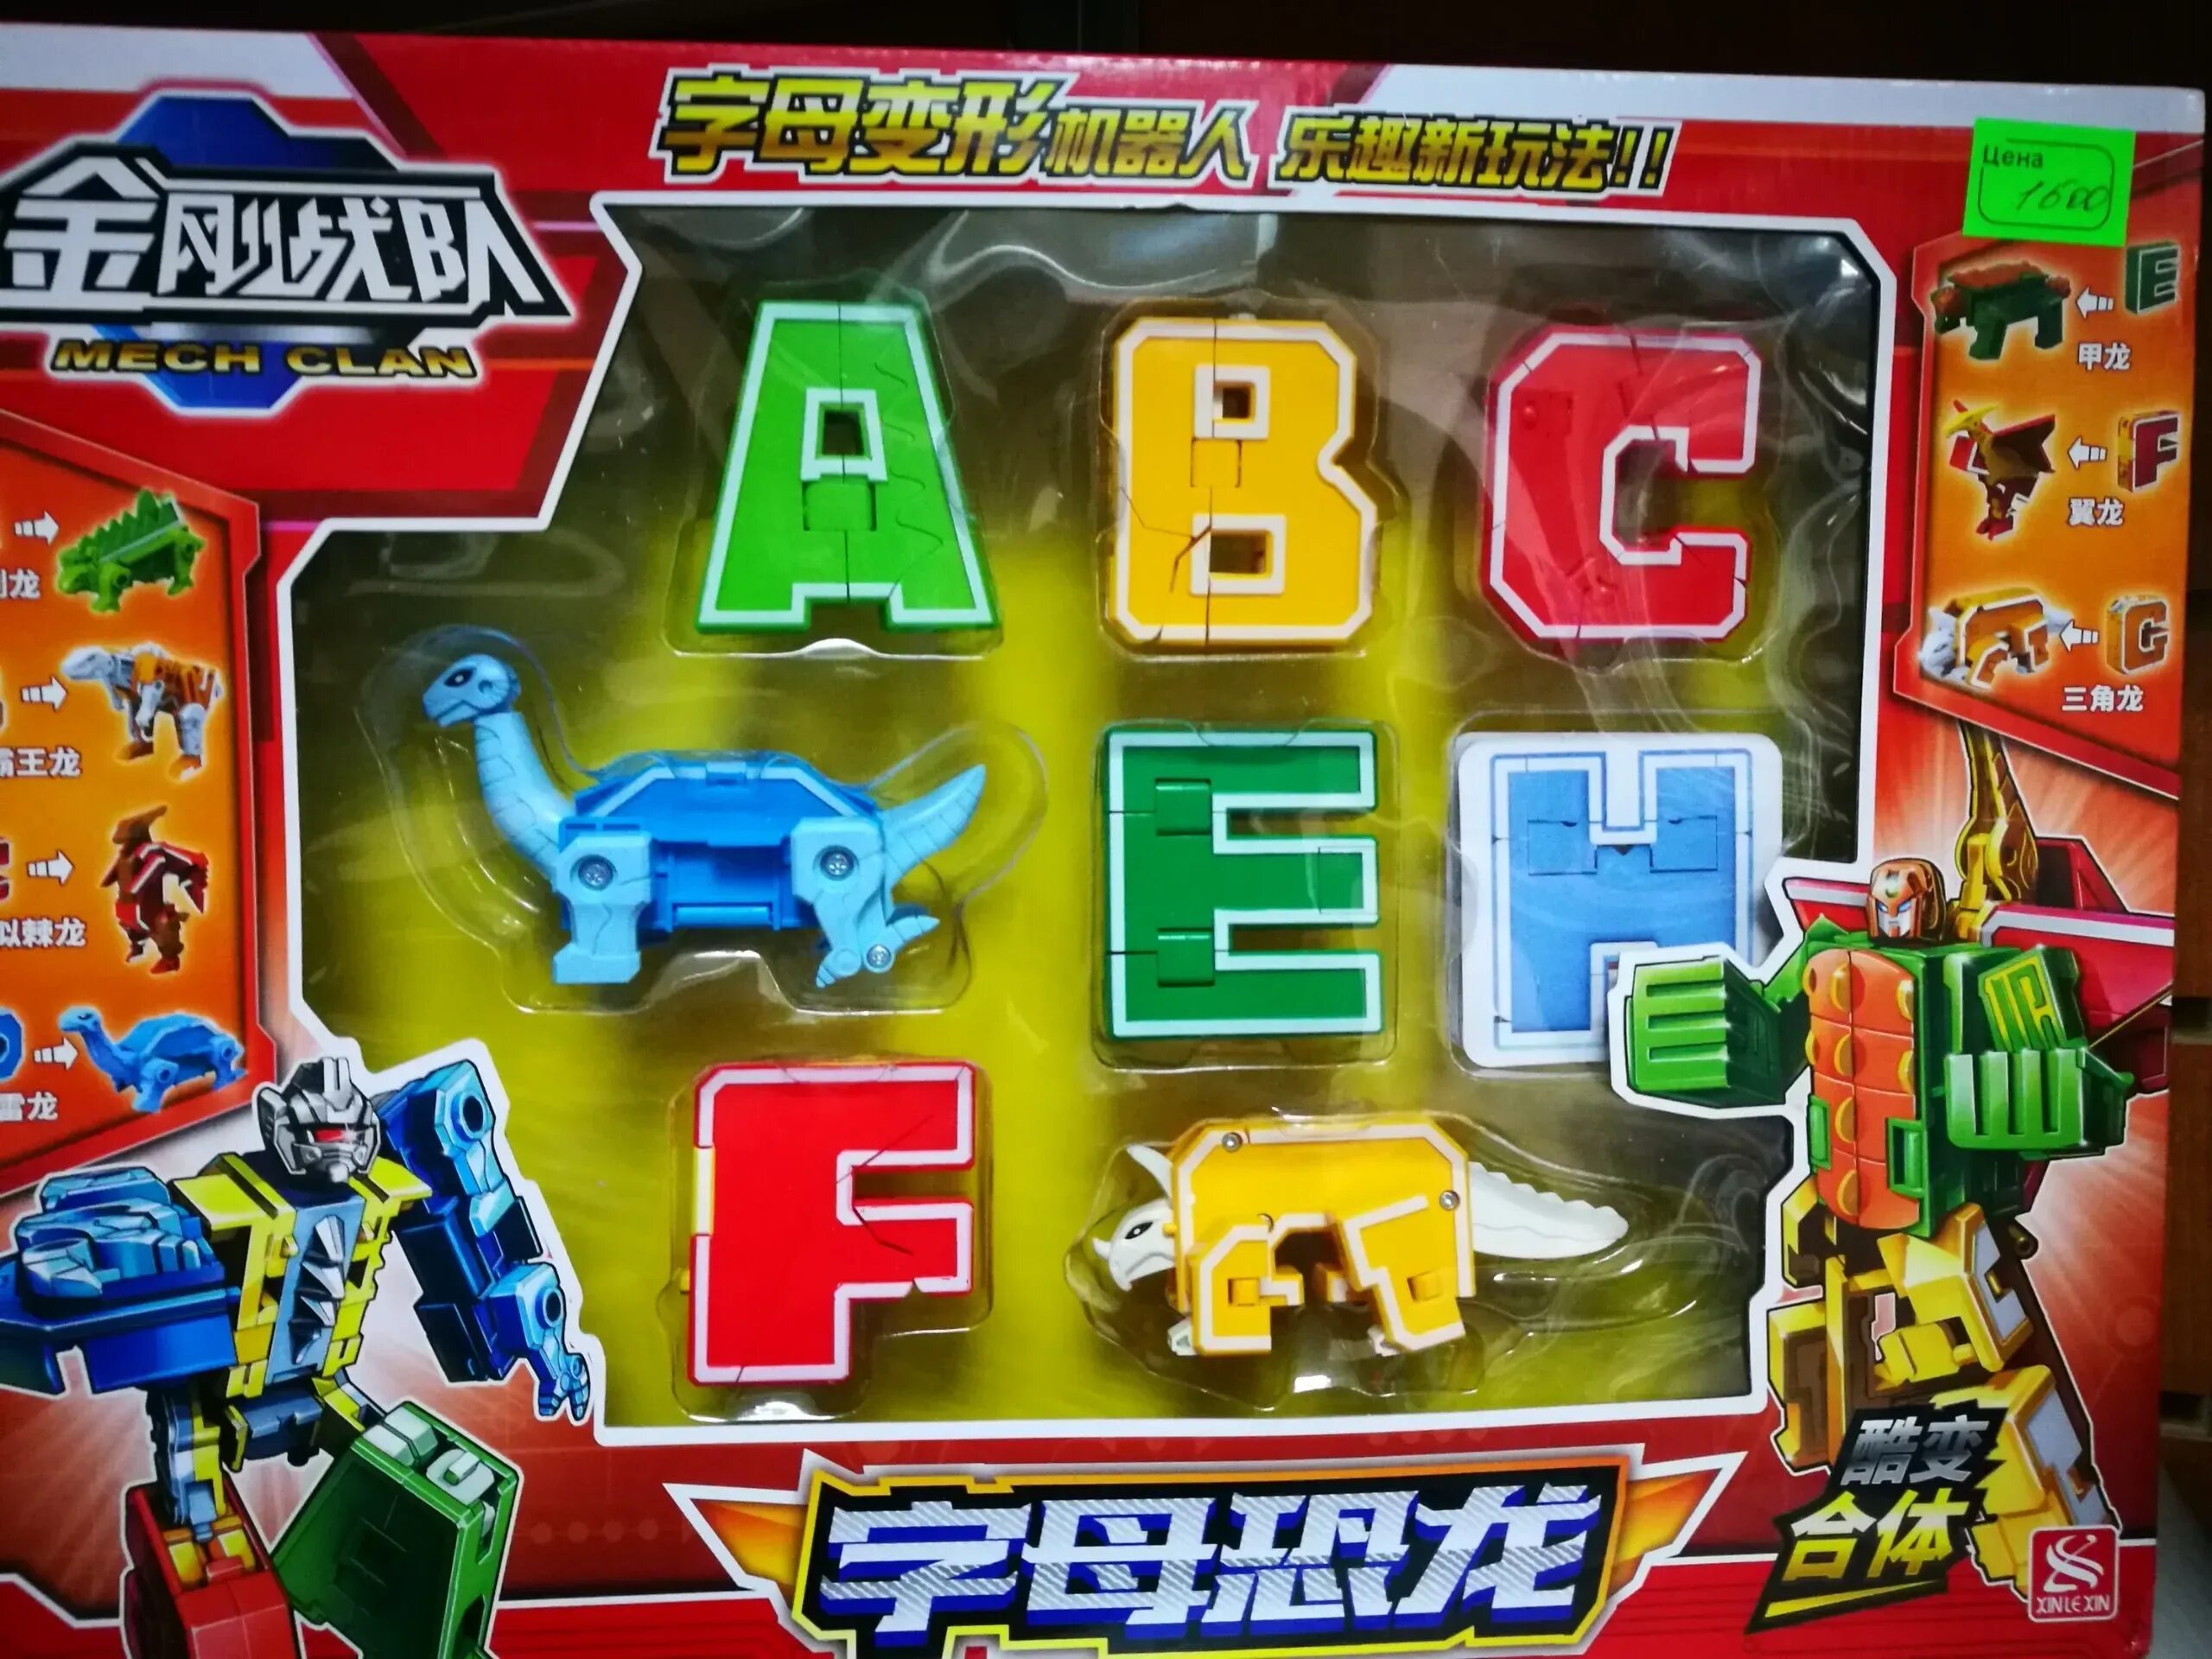 字母变形机器人 乐趣新玩法!!
Цена
1600
金刚战队
MECH CLAN
A B C
E
甲龙
F
翼龙
C
三角龙
龙
霸王龙
似棘龙
雷龙
E H
F
酷变
合体
字母恐龙
XINLEXIN